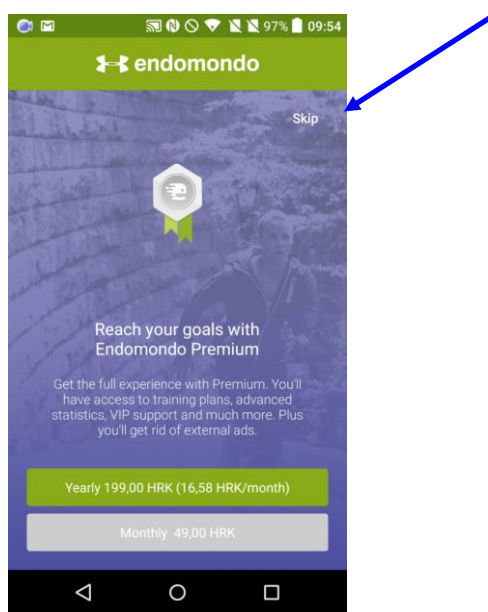 97% 09:54
endomondo
Skip
Reach your goals with
Endomondo Premium
Get the full experience with Premium. You'll
have access to training plans, advanced
statistics, VIP support and much more. Plus
you'll get rid of external ads.
Yearly 199,00 HRK (16,58 HRK/month)
Monthly 49,00 HRK